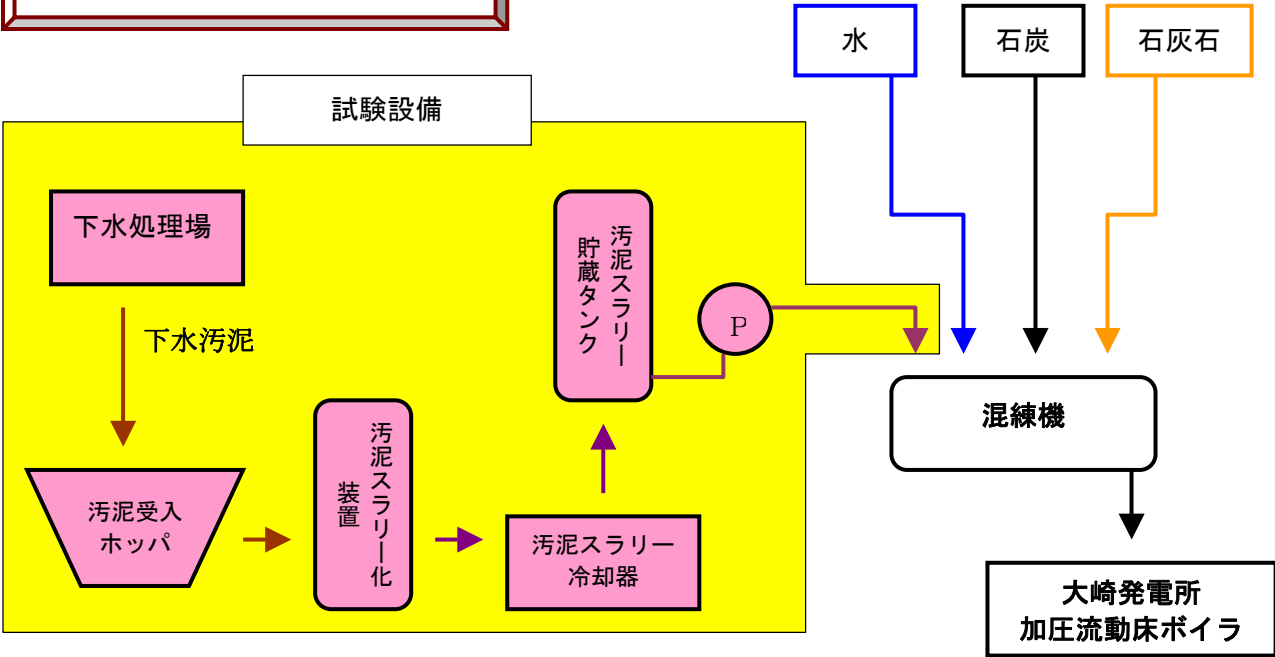 水
石炭
石灰石
試験設備
下水処理場
下水汚泥
汚泥受入
ホッパ
汚泥スラリー化
装置
汚泥スラリー
冷却器
汚泥スラリー
貯蔵タンク
P
混練機
大崎発電所
加圧流動床ボイラ